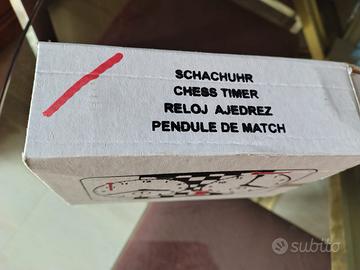 SCHACHUHR
CHESS TIMER
RELOJ AJEDREZ
PENDULE DE MATCH
subito